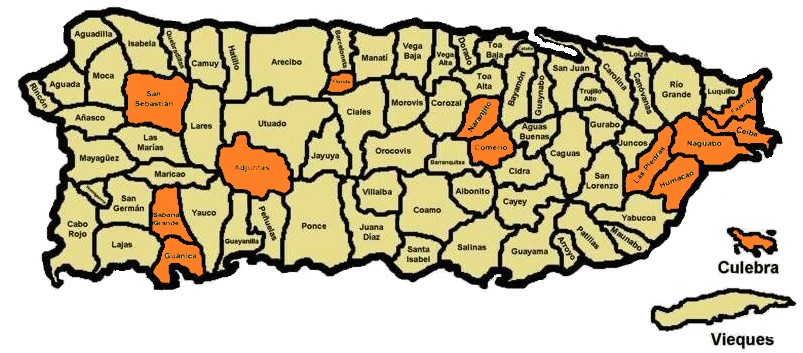 Aguadilla
Isabela
Quebradillas
Camuy
Hatillo
Arecibo
Barceloneta
Manatí
Vega
Baja
Vega
Alta
Dorado
Toa
Baja
Cataño
San Juan
Carolina
Loiza
Canóvanas
Río
Grande
Luquillo
Fajardo
Ceiba
Rincón
Aguada
Moca
San
Sebastián
Florida
Toa
Alta
Bayamón
Guaynabo
Trujillo
Alto
Añasco
Lares
Utuado
Ciales
Morovis
Corozal
Naranjito
Aguas
Buenas
Gurabo
Juncos
Las Piedras
Naguabo
Humacao
Mayagüez
Las
Marías
Maricao
Adjuntas
Jayuya
Orocovis
Barranquitas
Comerío
Cidra
Caguas
San
Lorenzo
San
Germán
Sabana
Grande
Yauco
Guayanilla
Peñuelas
Ponce
Villalba
Juana
Díaz
Coamo
Aibonito
Cayey
Yabucoa
Cabo
Rojo
Lajas
Guánica
Santa
Isabel
Salinas
Guayama
Arroyo
Patillas
Maunabo
Culebra
Vieques